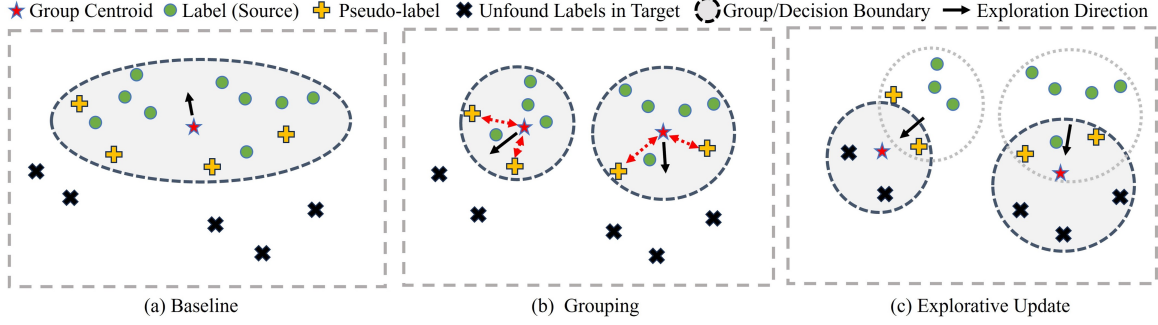 Group Centroid Label (Source) Pseudo-label Unfound Labels in Target Group/Decision Boundary Exploration Direction
(a) Baseline
(b) Grouping
(c) Explorative Update